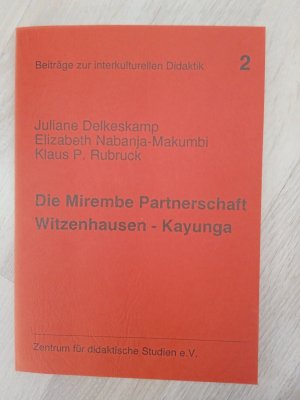 Beiträge zur interkulturellen Didaktik 2
Juliane Delkeskamp
Elizabeth Nabanja-Makumbi
Klaus P. Rubruck
Die Mirembe Partnerschaft
Witzenhausen - Kayunga
Zentrum für didaktische Studien e.V.